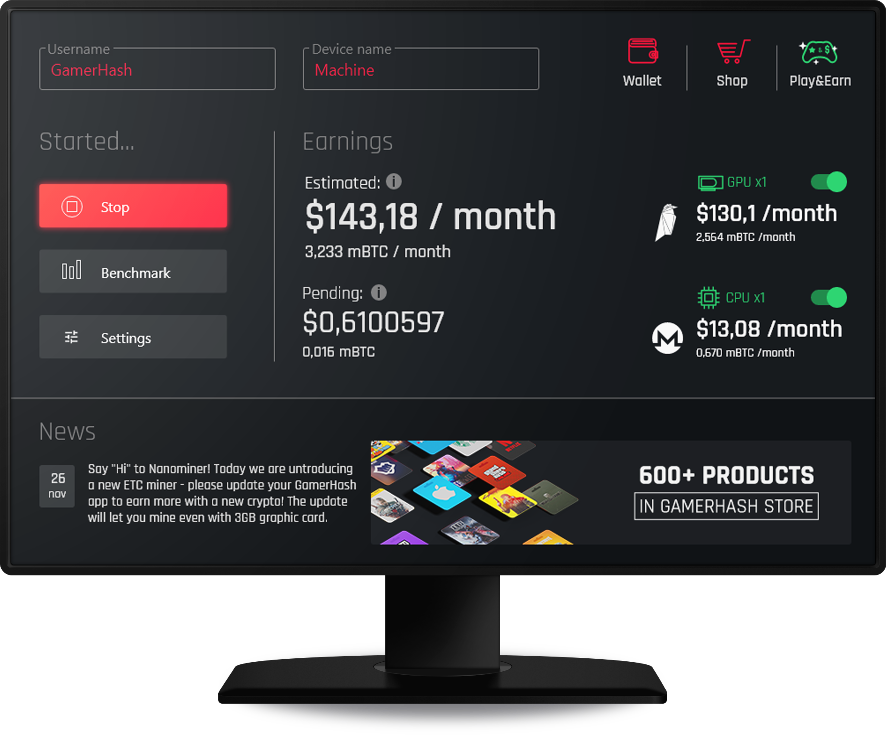 Username
GamerHash
Device name
Machine
Wallet
Shop
Play&Earn
Started...
Stop
Benchmark
Settings
Earnings
Estimated:
$143,18 / month
3,233 mBTC / month
Pending:
$0,6100597
0,016 mBTC
GPU x1
$130,1 /month
2,564 mBTC /month
CPU x1
$13,08 /month
0,670 mBTC /month
News
26
nov
Say "Hi" to Nanominer! Today we are untroducing
a new ETC miner - please update your GamerHash
app to earn more with a new crypto! The update
will let you mine even with 3GB graphic card.
600+ PRODUCTS
IN GAMERHASH STORE